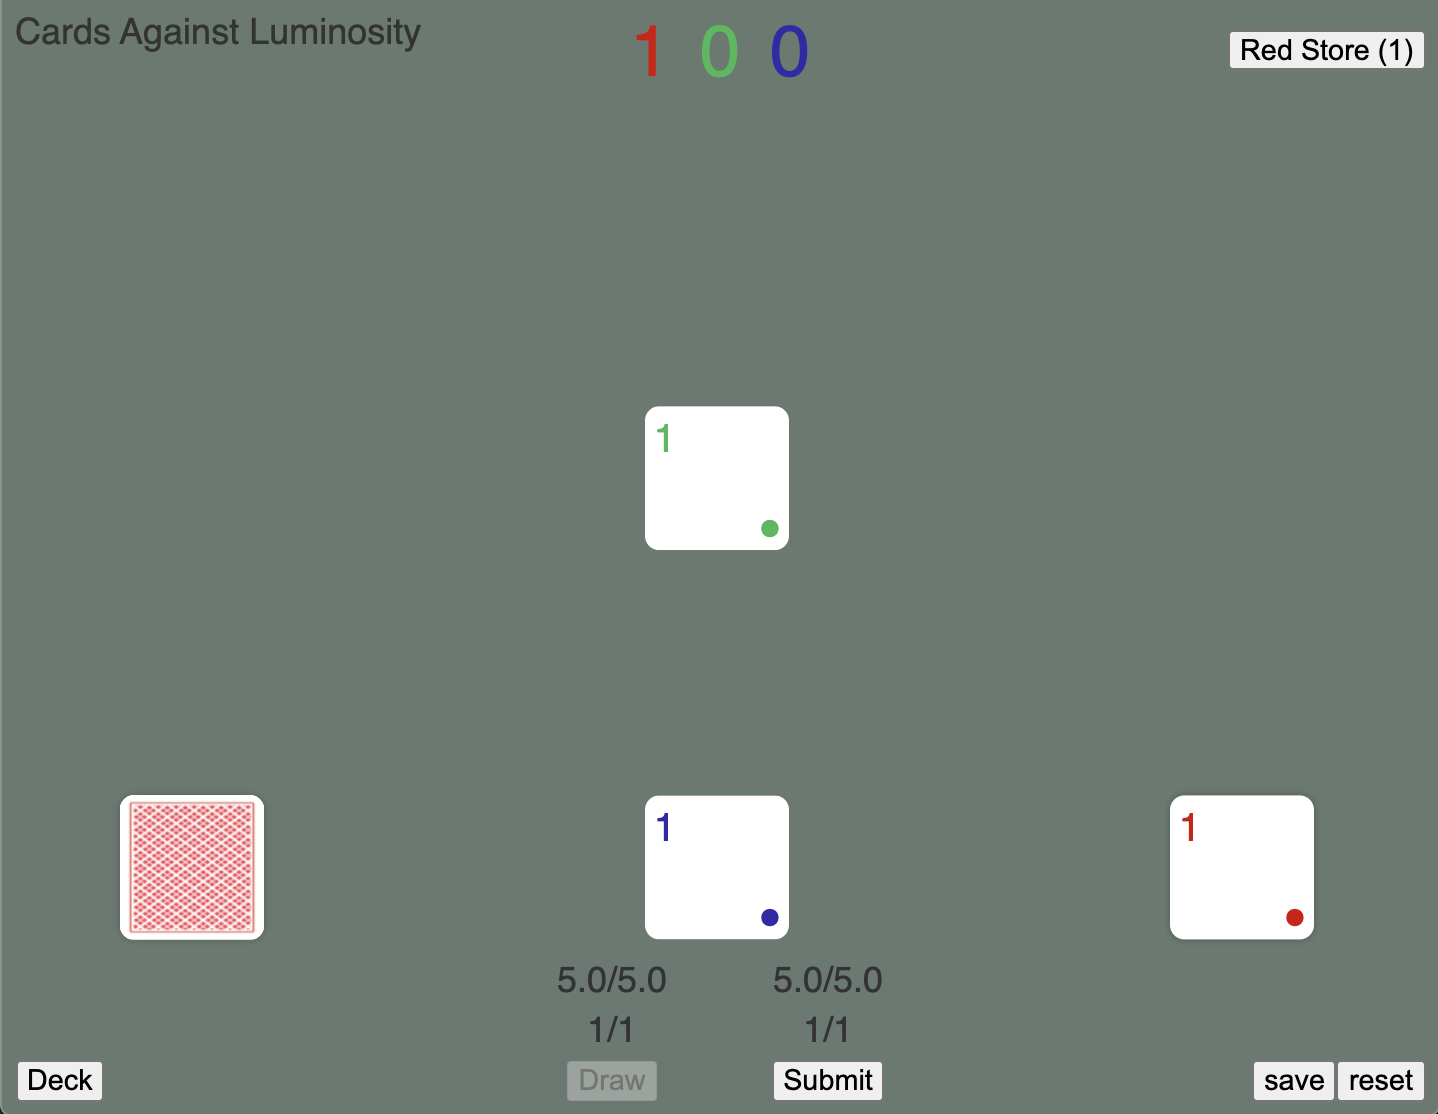 Cards Against Luminosity
1 0 0
Red Store (1)
1
1
1
5.0/5.0 5.0/5.0
1/1 1/1
Deck
Draw
Submit
save
reset